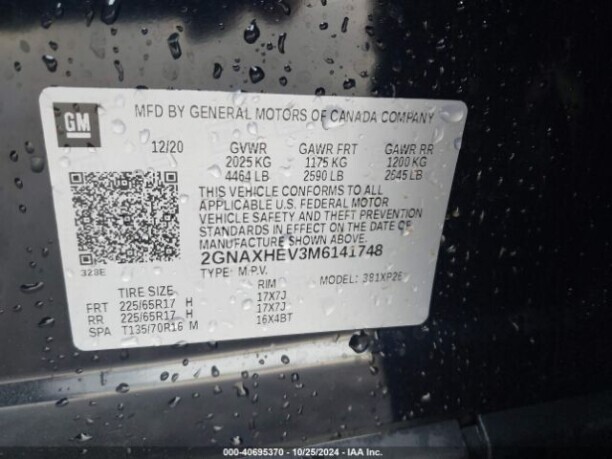 GM
MFD BY GENERAL MOTORS OF CANADA COMPANY
12/20 GVWR GAWR FRT GAWR RR
2025 KG 1175 KG 1200 KG
4464 LB 2590 LB 2645 LB
THIS VEHICLE CONFORMS TO ALL
APPLICABLE U.S. FEDERAL MOTOR
VEHICLE SAFETY AND THEFT PREVENTION
STANDARDS IN EFFECT ON THE DATE OF
MANUFACTURE SHOWN ABOVE.
2GNAXHEV3M6141748
323E TYPE: M.P.V. MODEL: 381XP26
TIRE SIZE RIM
FRT 225/65R17 H 17X7J
RR 225/65R17 H 17X7J
SPA T135/70R16 M 16X4BT
000-40695370 - 10/25/2024 - IAA Inc.